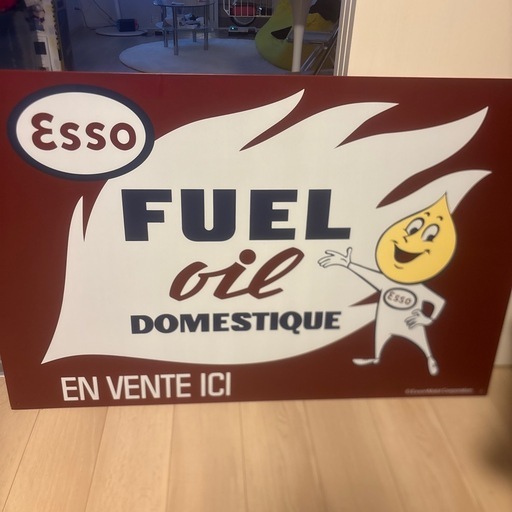 Esso
FUEL
oil
DOMESTIQUE
Esso
EN VENTE ICI